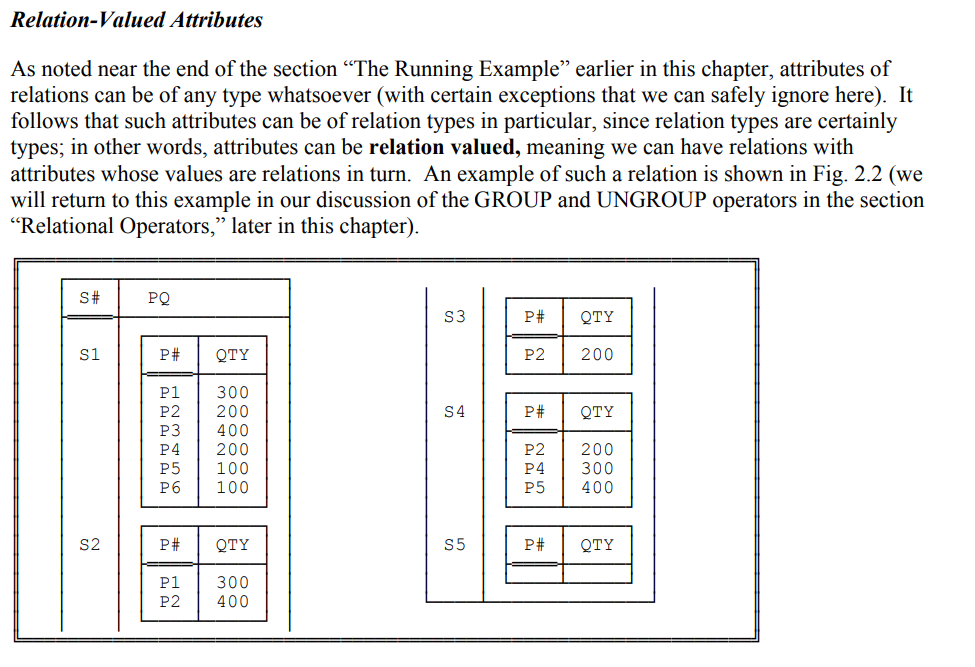 Relation-Valued Attributes
As noted near the end of the section “The Running Example” earlier in this chapter, attributes of
relations can be of any type whatsoever (with certain exceptions that we can safely ignore here).  It
follows that such attributes can be of relation types in particular, since relation types are certainly
types; in other words, attributes can be relation valued, meaning we can have relations with
attributes whose values are relations in turn.  An example of such a relation is shown in Fig. 2.2 (we
will return to this example in our discussion of the GROUP and UNGROUP operators in the section
“Relational Operators,” later in this chapter).
S# PQ
S1 P# QTY
P1 300
P2 200
P3 400
P4 200
P5 100
P6 100
S2 P# QTY
P1 300
P2 400
S3 P# QTY
P2 200
S4 P# QTY
P2 200
P4 300
P5 400
S5 P# QTY